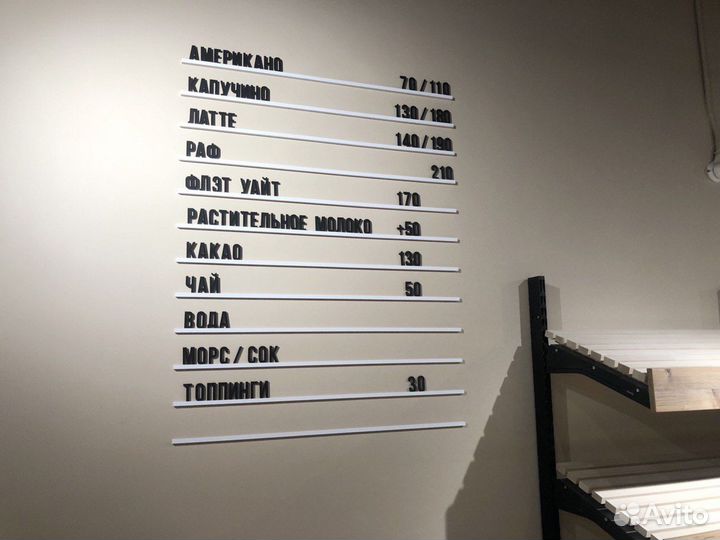 АМЕРИКАНО 70/110
КАПУЧИНО 130/180
ЛАТТЕ 140/190
РАФ 210
ФЛЭТ УАЙТ 170
РАСТИТЕЛЬНОЕ МОЛОКО +50
КАКАО 130
ЧАЙ 50
ВОДА
МОРС/СОК
ТОППИНГИ 30
Avito